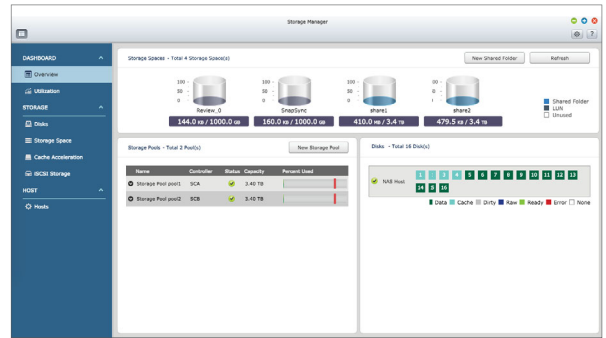 Storage Manager
?
DASHBOARD
Overview
Utilization
STORAGE
Disks
Storage Space
Cache Acceleration
iSCSI Storage
HOST
Hosts
Storage Spaces - Total 4 Storage Space(s)
New Shared Folder
Refresh
100 -
50 -
0 -
Review_0
144.0 KB / 1000.0 GB
100 -
50 -
0 -
SnapSync
160.0 KB / 1000.0 GB
100 -
50 -
0 -
share1
410.0 MB / 3.4 TB
share2
479.5 KB / 3.4 TB
Shared Folder
LUN
Unused
Storage Pools - Total 2 Pool(s)
New Storage Pool
Name Controller Status Capacity Percent Used
Storage Pool pool1 SCA 3.40 TB
Storage Pool pool2 SCB 3.40 TB
Disks - Total 16 Disk(s)
NAS Host
1 3 4 5 6 7 8 9 10 11 12 13
14 16
Data Cache Dirty Raw Ready Error None